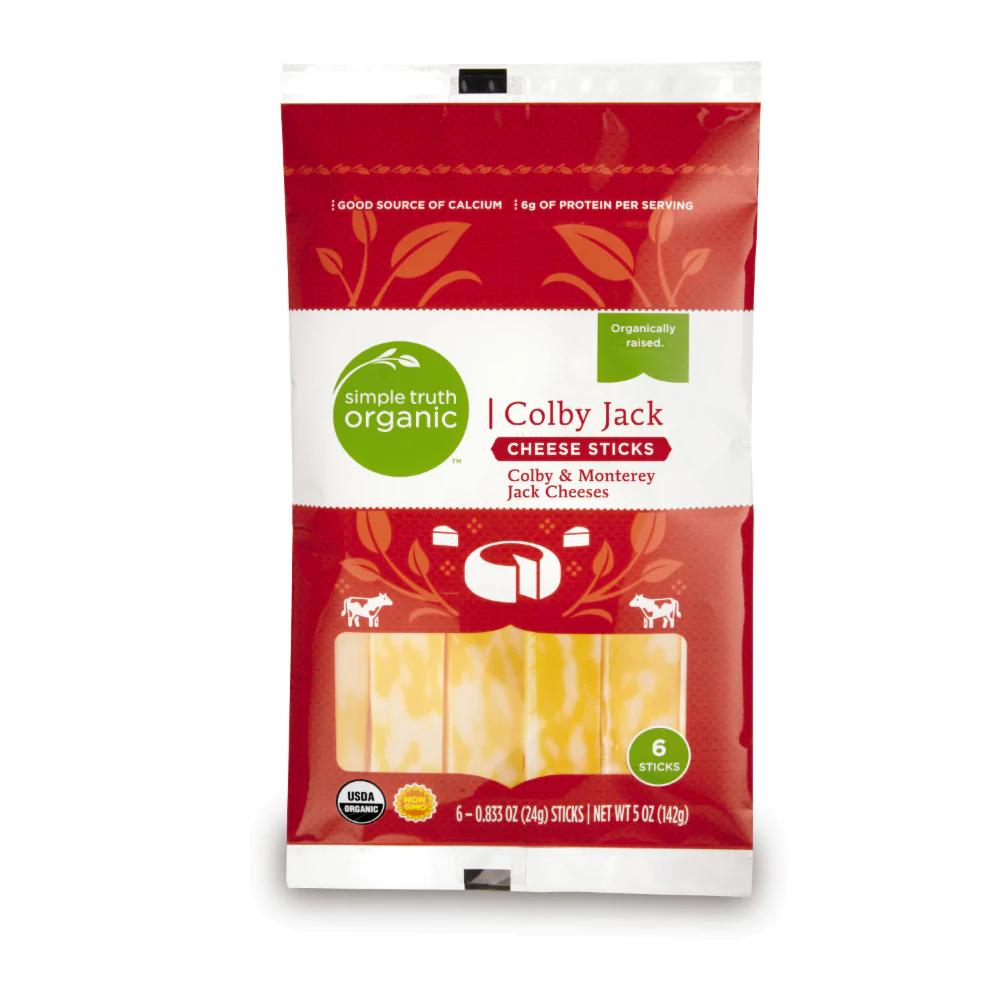 GOOD SOURCE OF CALCIUM 6g OF PROTEIN PER SERVING
Organically
raised.
simple truth
organic
TM
Colby Jack
CHEESE STICKS
Colby & Monterey
Jack Cheeses
6
STICKS
USDA
ORGANIC
NON
GMO
6 – 0.833 OZ (24g) STICKS | NET WT 5 OZ (142g)